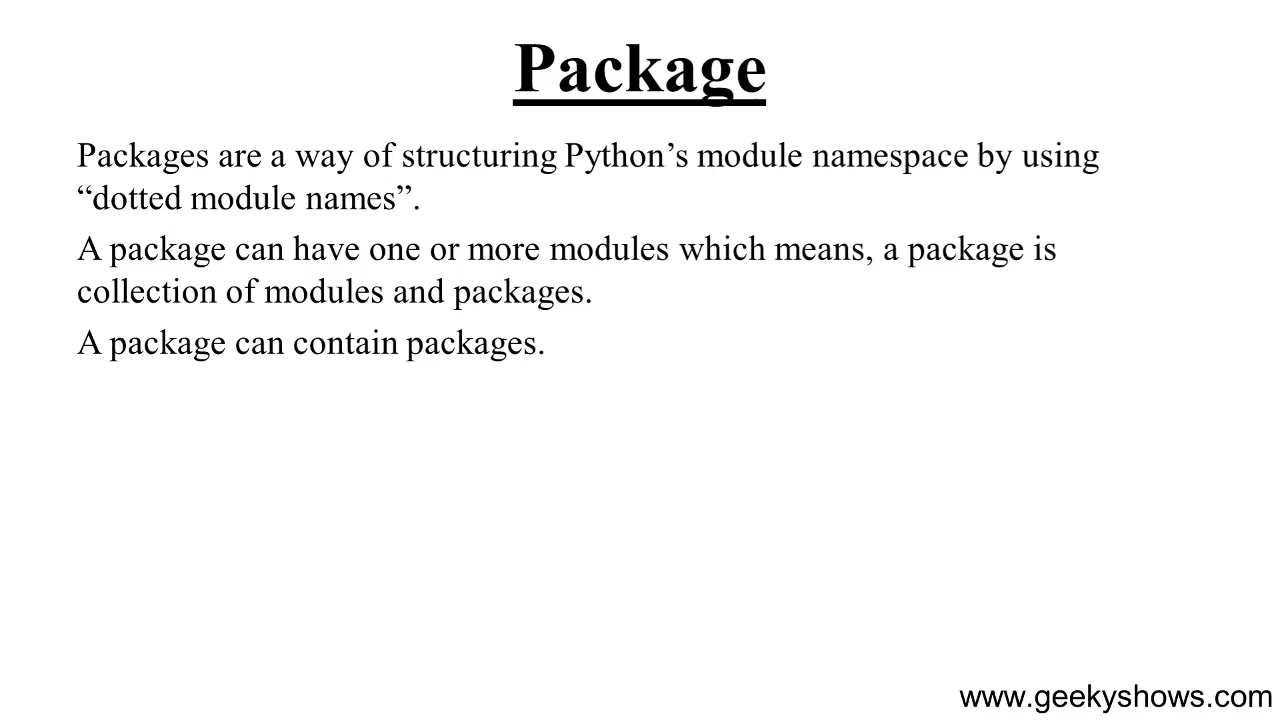 Package
Packages are a way of structuring Python’s module namespace by using
“dotted module names”.
A package can have one or more modules which means, a package is
collection of modules and packages.
A package can contain packages.
www.geekyshows.com